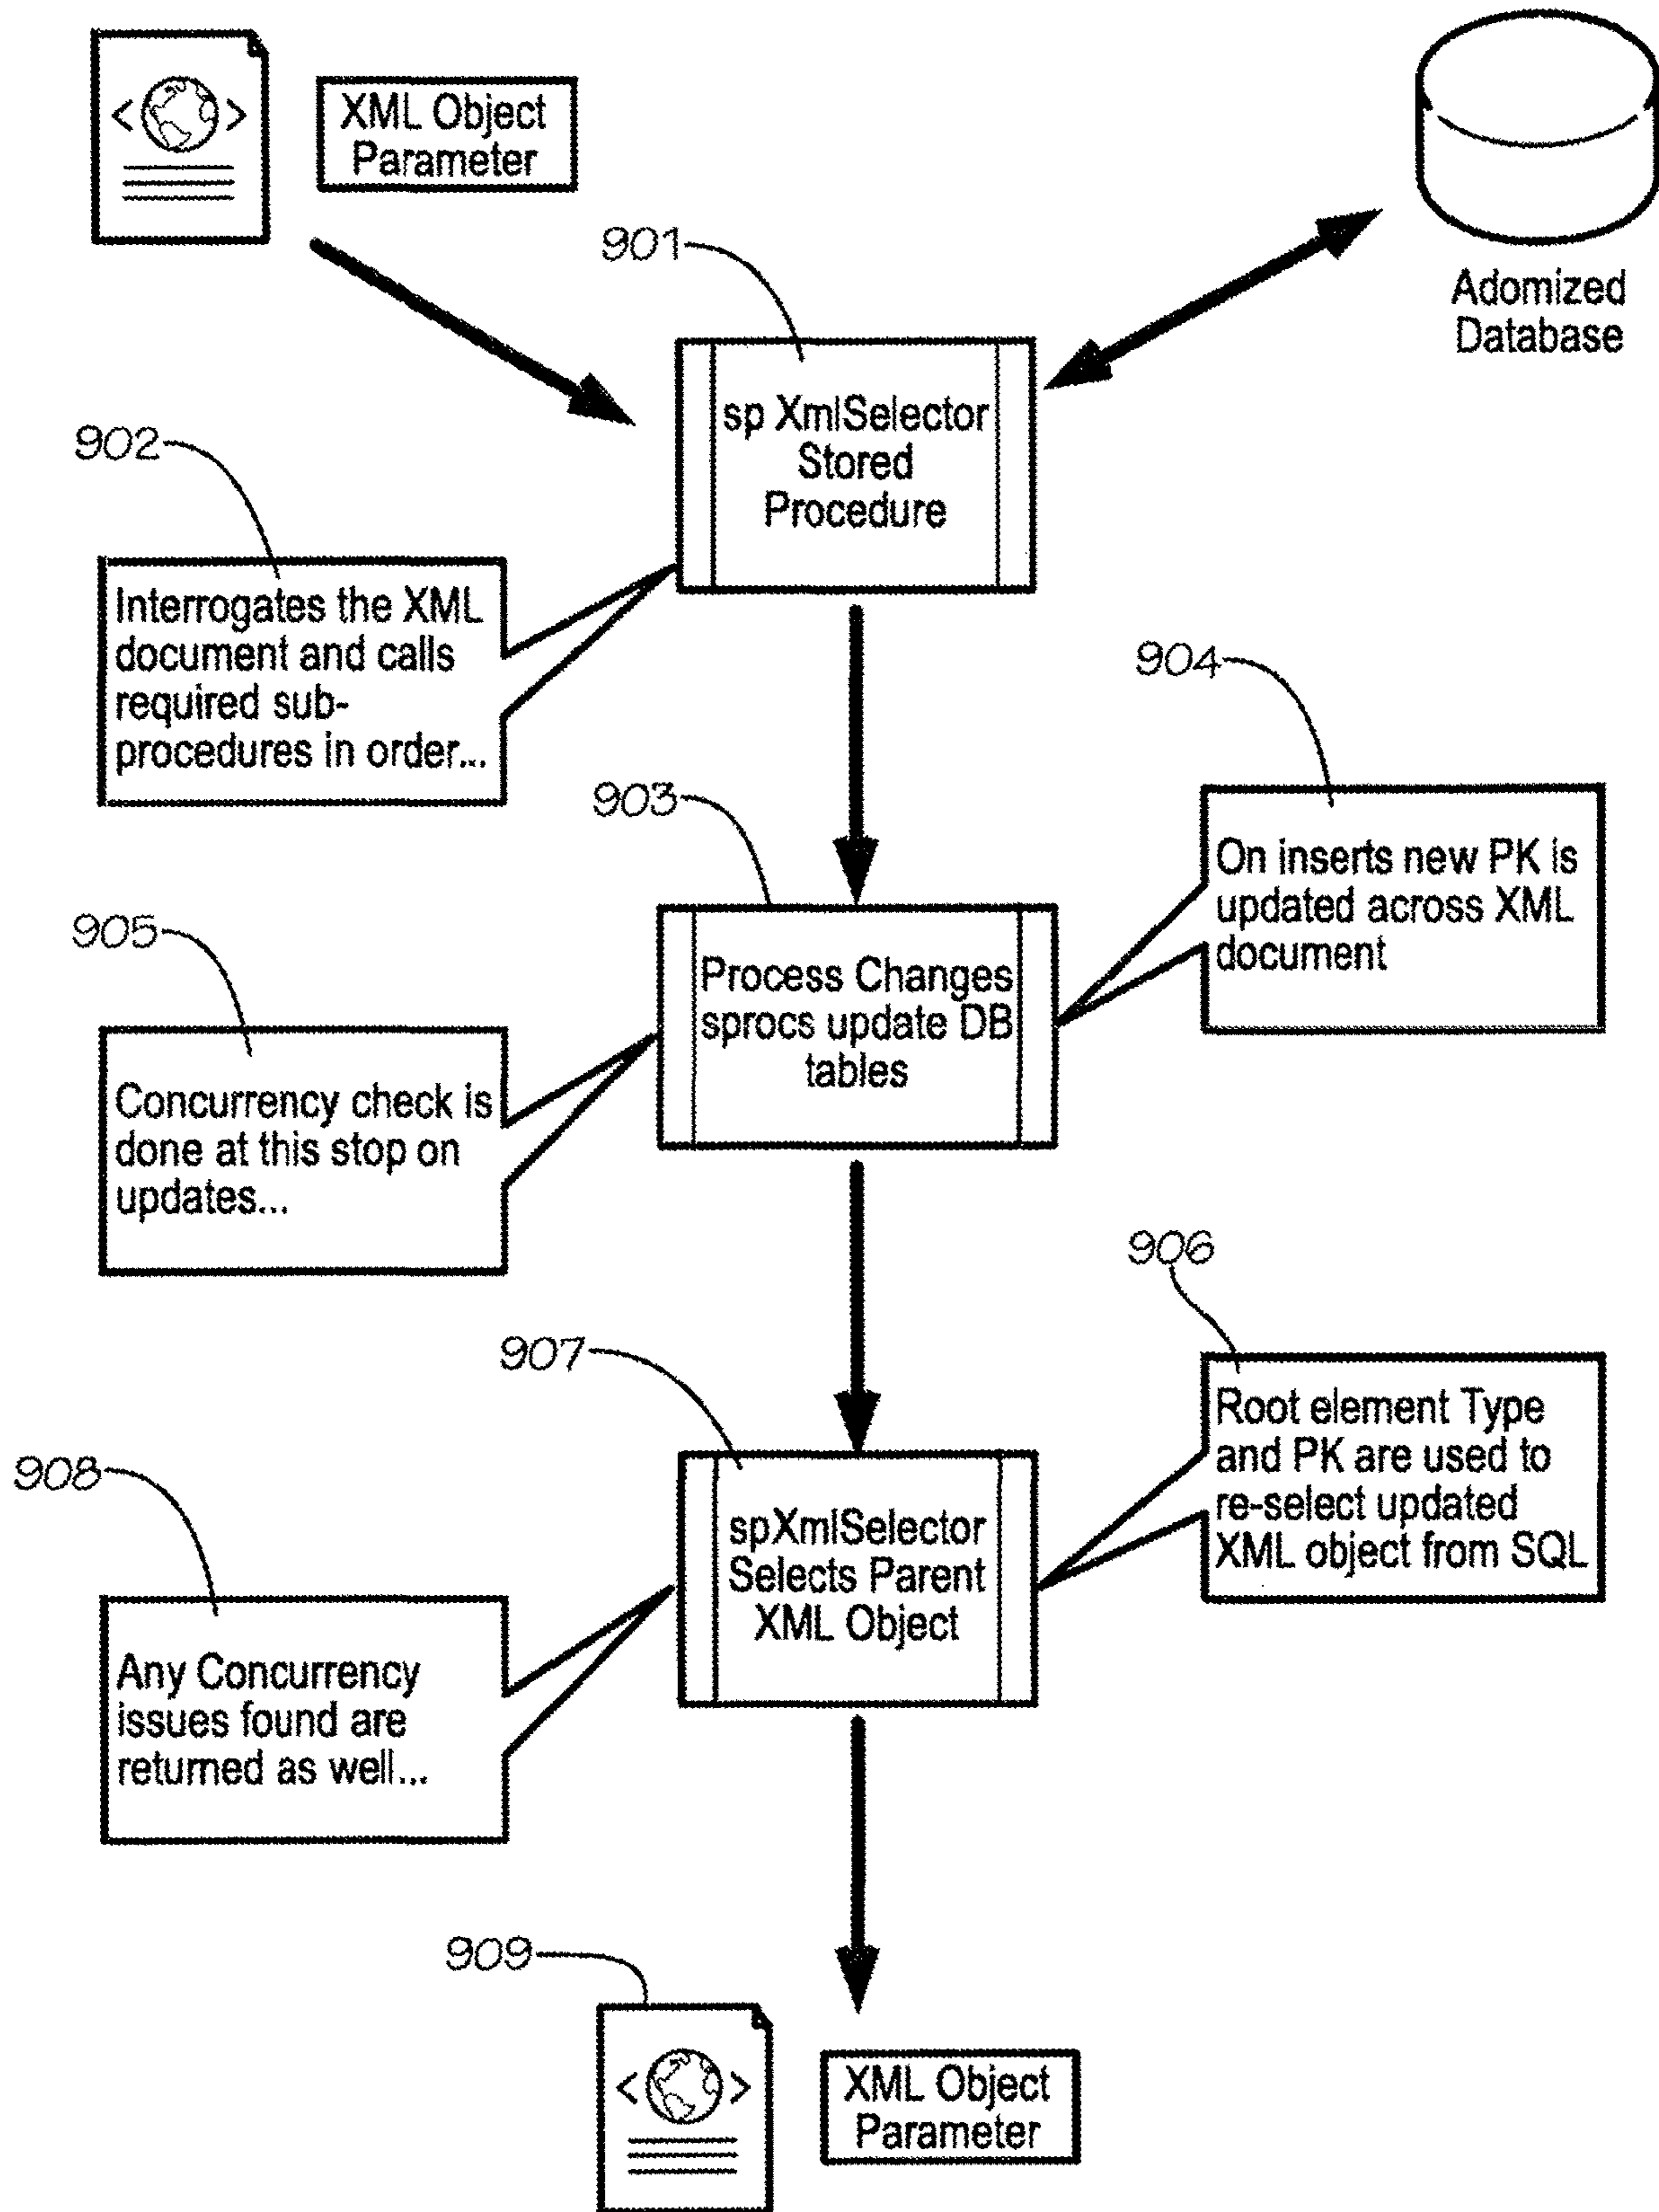 XML Object
Parameter
Adomized
Database
901
sp XmlSelector
Stored
Procedure
902
Interrogates the XML
document and calls
required sub-
procedures in order...
903
Process Changes
sprocs update DB
tables
904
On inserts new PK is
updated across XML
document
905
Concurrency check is
done at this stop on
updates...
906
Root element Type
and PK are used to
re-select updated
XML object from SQL
907
spXmlSelector
Selects Parent
XML Object
908
Any Concurrency
issues found are
returned as well...
909
XML Object
Parameter